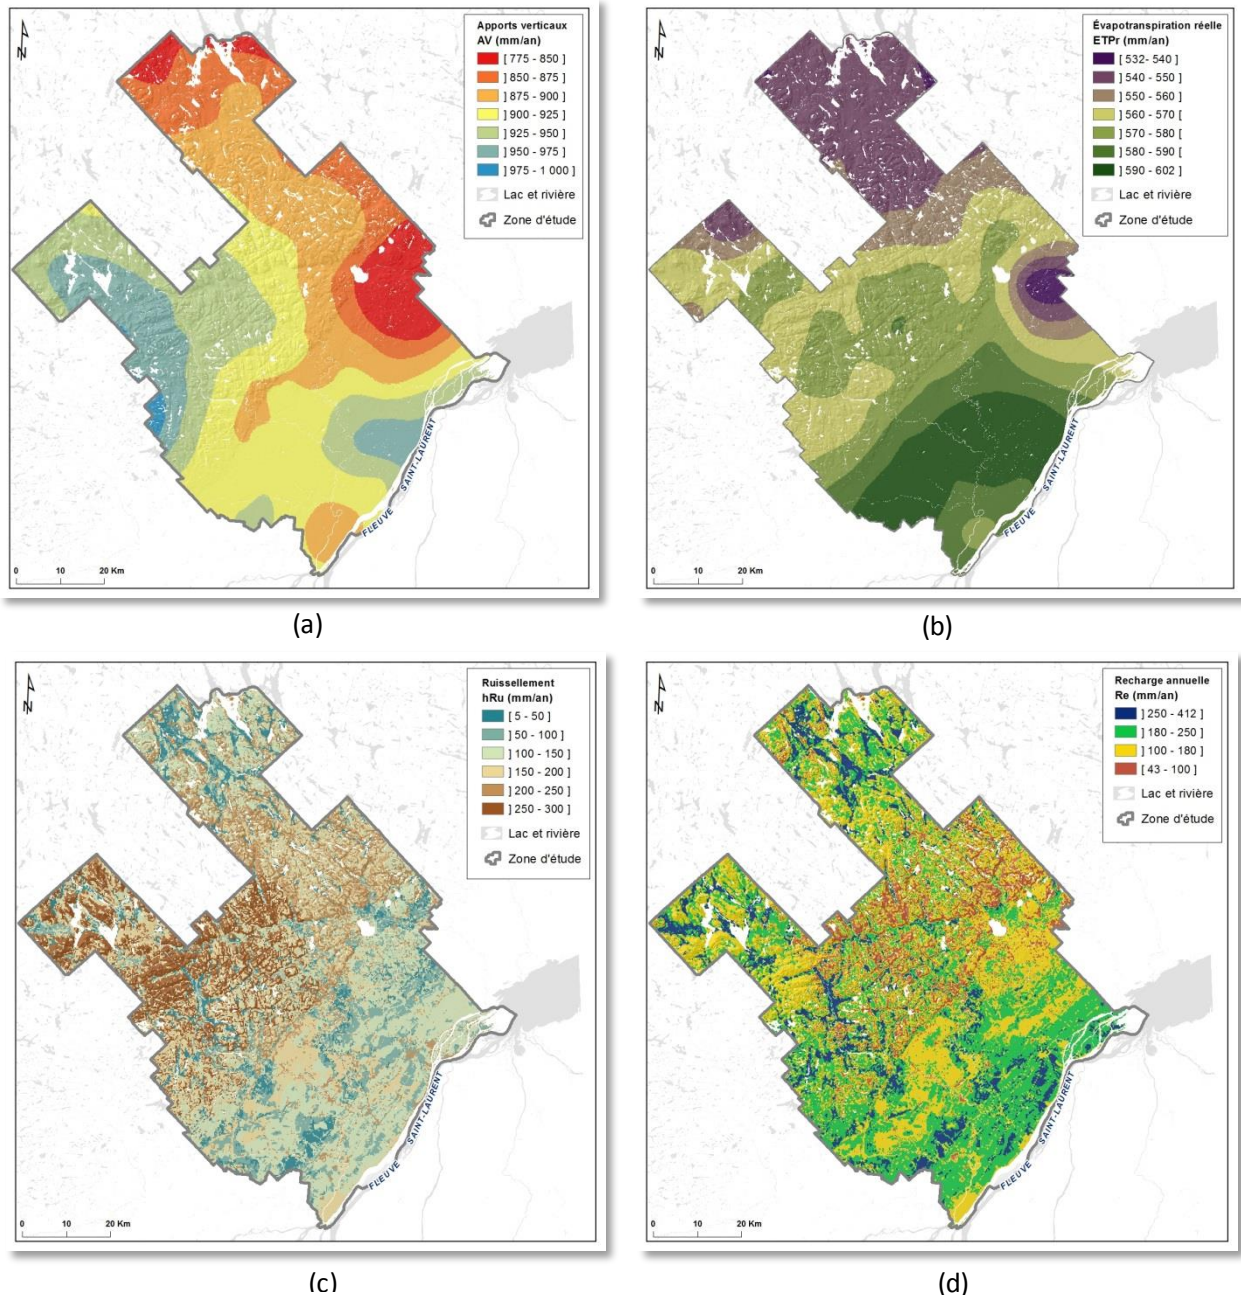 N
Apports verticaux
AV (mm/an)
[ 775 - 850 ]
] 850 - 875 ]
] 875 - 900 ]
] 900 - 925 ]
] 925 - 950 ]
] 950 - 975 ]
] 975 - 1 000 ]
Lac et rivière
Zone d'étude
FLEUVE SAINT-LAURENT
0 10 20 Km
(a)
N
Évapotranspiration réelle
ETPr (mm/an)
[ 532- 540 ]
] 540 - 550 ]
] 550 - 560 ]
] 560 - 570 [
] 570 - 580 [
] 580 - 590 [
] 590 - 602 ]
Lac et rivière
Zone d'étude
FLEUVE SAINT-LAURENT
0 10 20 Km
(b)
N
Ruissellement
hRu (mm/an)
[ 5 - 50 ]
]50 - 100 ]
] 100 - 150 ]
] 150 - 200 ]
] 200 - 250 ]
] 250 - 300 ]
Lac et rivière
Zone d'étude
FLEUVE SAINT-LAURENT
0 10 20 Km
(c)
N
Recharge annuelle
Re (mm/an)
] 250 - 412 ]
] 180 - 250 ]
] 100 - 180 ]
[ 43 - 100 ]
Lac et rivière
Zone d'étude
FLEUVE SAINT-LAURENT
0 10 20 Km
(d)